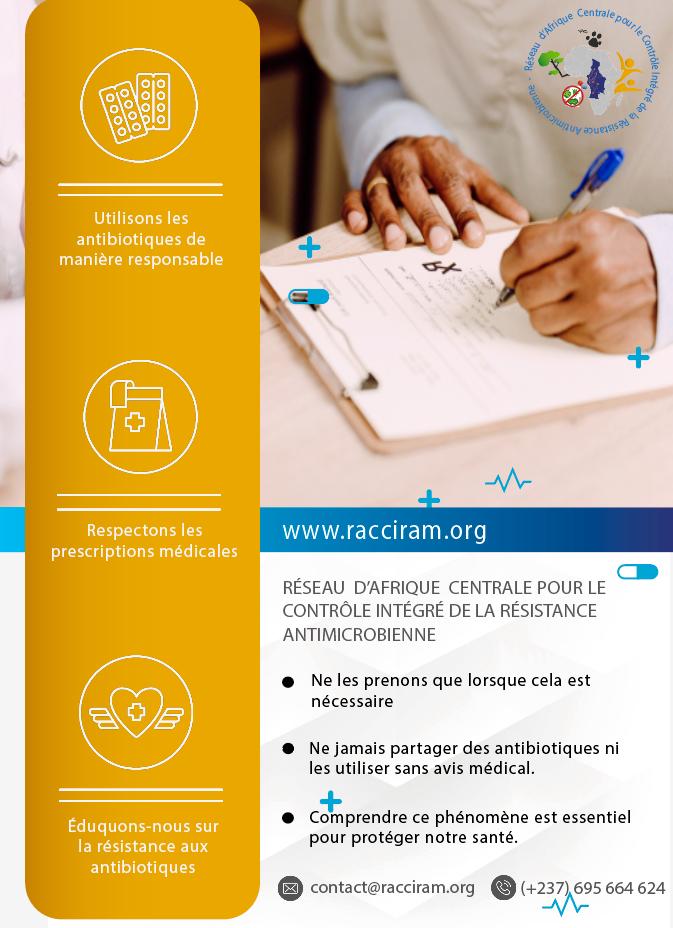 Réseau d'Afrique Centrale pour le Contrôle Intégré de la Résistance Antimicrobienne -
Utilisons les
antibiotiques de
manière responsable
Respectons les
prescriptions médicales
Éduquons-nous sur
la résistance aux
antibiotiques
www.racciram.org
RÉSEAU D’AFRIQUE CENTRALE POUR LE
CONTRÔLE INTÉGRÉ DE LA RÉSISTANCE
ANTIMICROBIENNE
● Ne les prenons que lorsque cela est
nécessaire
● Ne jamais partager des antibiotiques ni
les utiliser sans avis médical.
● Comprendre ce phénomène est essentiel
pour protéger notre santé.
contact@racciram.org (+237) 695 664 624